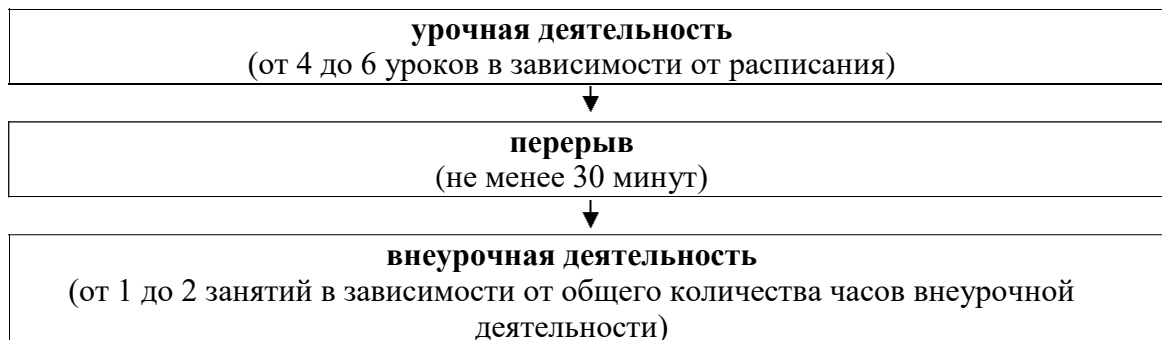 урочная деятельность
(от 4 до 6 уроков в зависимости от расписания)
перерыв
(не менее 30 минут)
внеурочная деятельность
(от 1 до 2 занятий в зависимости от общего количества часов внеурочной
деятельности)